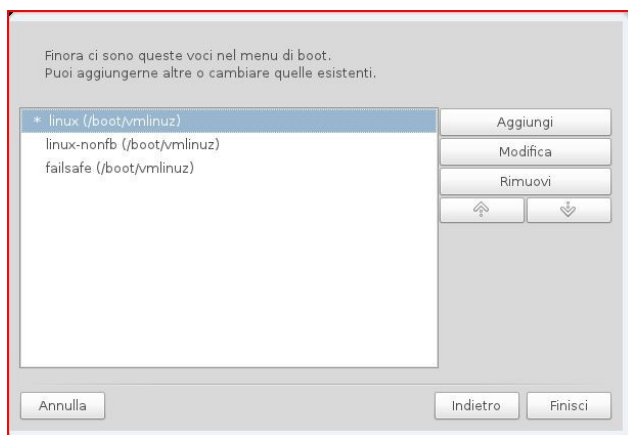 Finora ci sono queste voci nel menu di boot.
Puoi aggiungerne altre o cambiare quelle esistenti.
* linux (/boot/vmlinuz)
linux-nonfb (/boot/vmlinuz)
failsafe (/boot/vmlinuz)
Aggiungi
Modifica
Rimuovi
Annulla
Indietro
Finisci